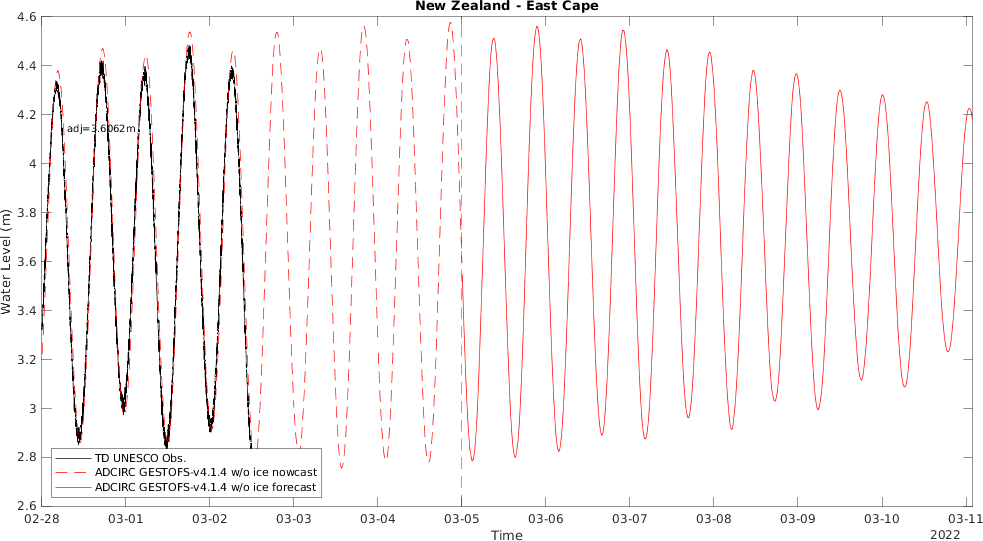 New Zealand - East Cape
4.6
4.4
4.2
4
3.8
3.6
3.4
3.2
3
2.8
2.6
Water Level (m)
adj=3.6062m
TD UNESCO Obs.
ADCIRC GESTOFS-v4.1.4 w/o ice nowcast
ADCIRC GESTOFS-v4.1.4 w/o ice forecast
02-28 03-01 03-02 03-03 03-04 03-05 03-06 03-07 03-08 03-09 03-10 03-11
Time
2022